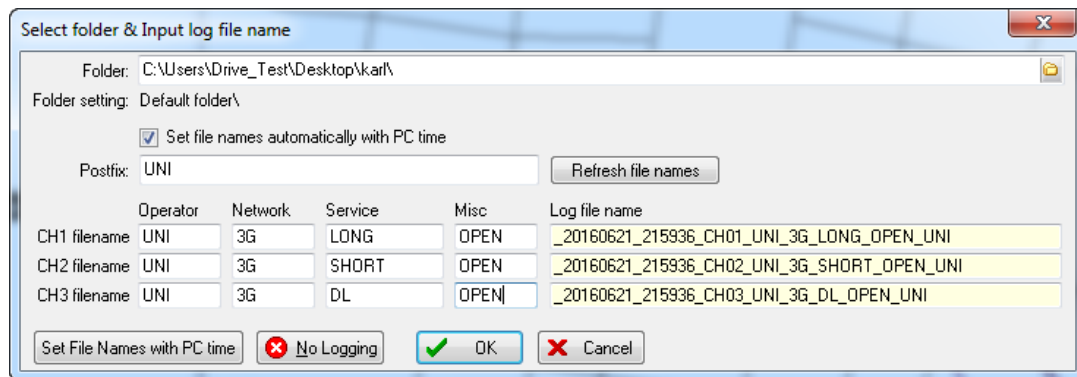 Select folder & Input log file name
Folder: C:\Users\Drive_Test\Desktop\karl\
Folder setting: Default folder\
Set file names automatically with PC time
Postfix: UNI Refresh file names
Operator Network Service Misc Log file name
CH1 filename UNI 3G LONG OPEN _20160621_215936_CH01_UNI_3G_LONG_OPEN_UNI
CH2 filename UNI 3G SHORT OPEN _20160621_215936_CH02_UNI_3G_SHORT_OPEN_UNI
CH3 filename UNI 3G DL OPEN _20160621_215936_CH03_UNI_3G_DL_OPEN_UNI
Set File Names with PC time No Logging OK Cancel